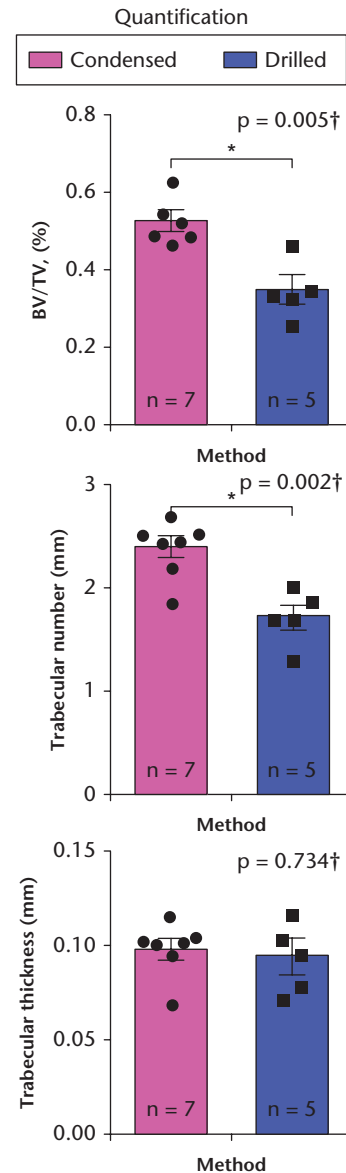 Quantification
Condensed Drilled
p = 0.005†
*
0.8
0.6
0.4
0.2
0.0
BV/TV, (%)
n = 7 n = 5
Method
p = 0.002†
*
3
2
1
0
Trabecular number (mm)
n = 7 n = 5
Method
p = 0.734†
0.15
0.10
0.05
0.00
Trabecular thickness (mm)
n = 7 n = 5
Method